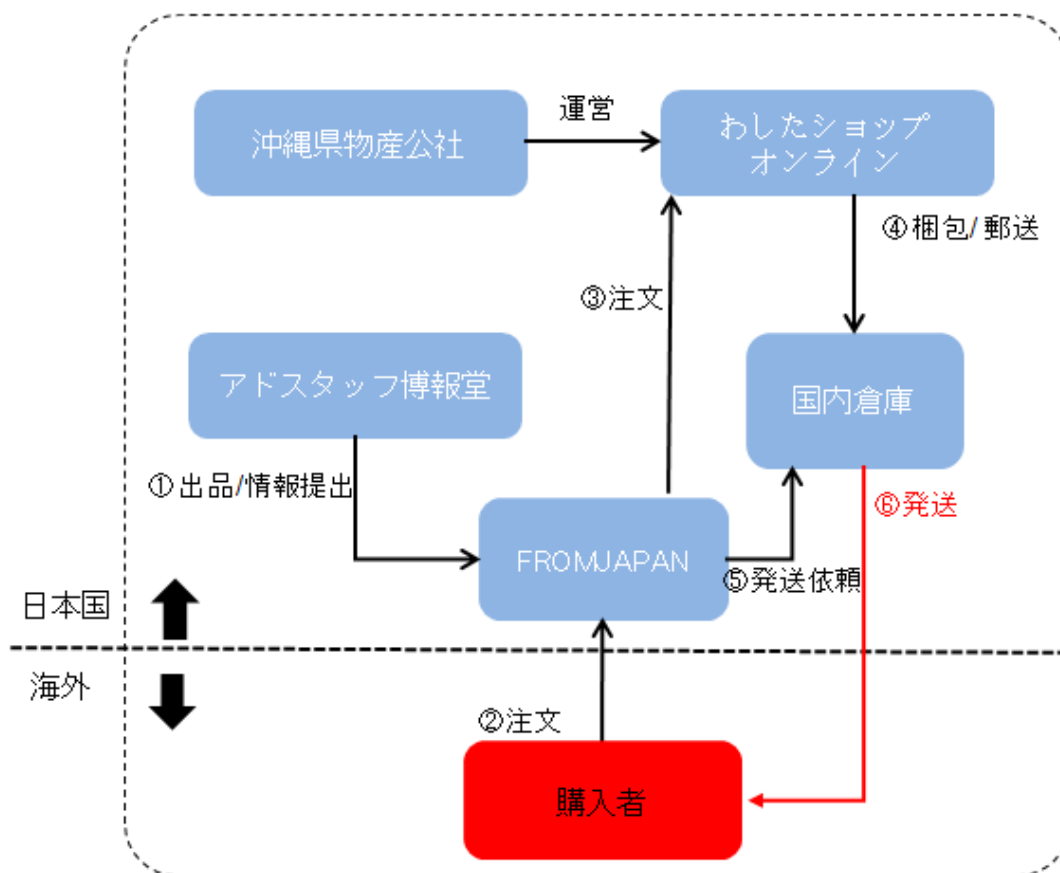 運営
沖縄県物産公社
わしたショップ
オンライン
④梱包/郵送
③注文
アドスタッフ博報堂
国内倉庫
①出品/情報提出
⑥発送
FROMJAPAN
⑤発送依頼
日本国
海外
②注文
購入者